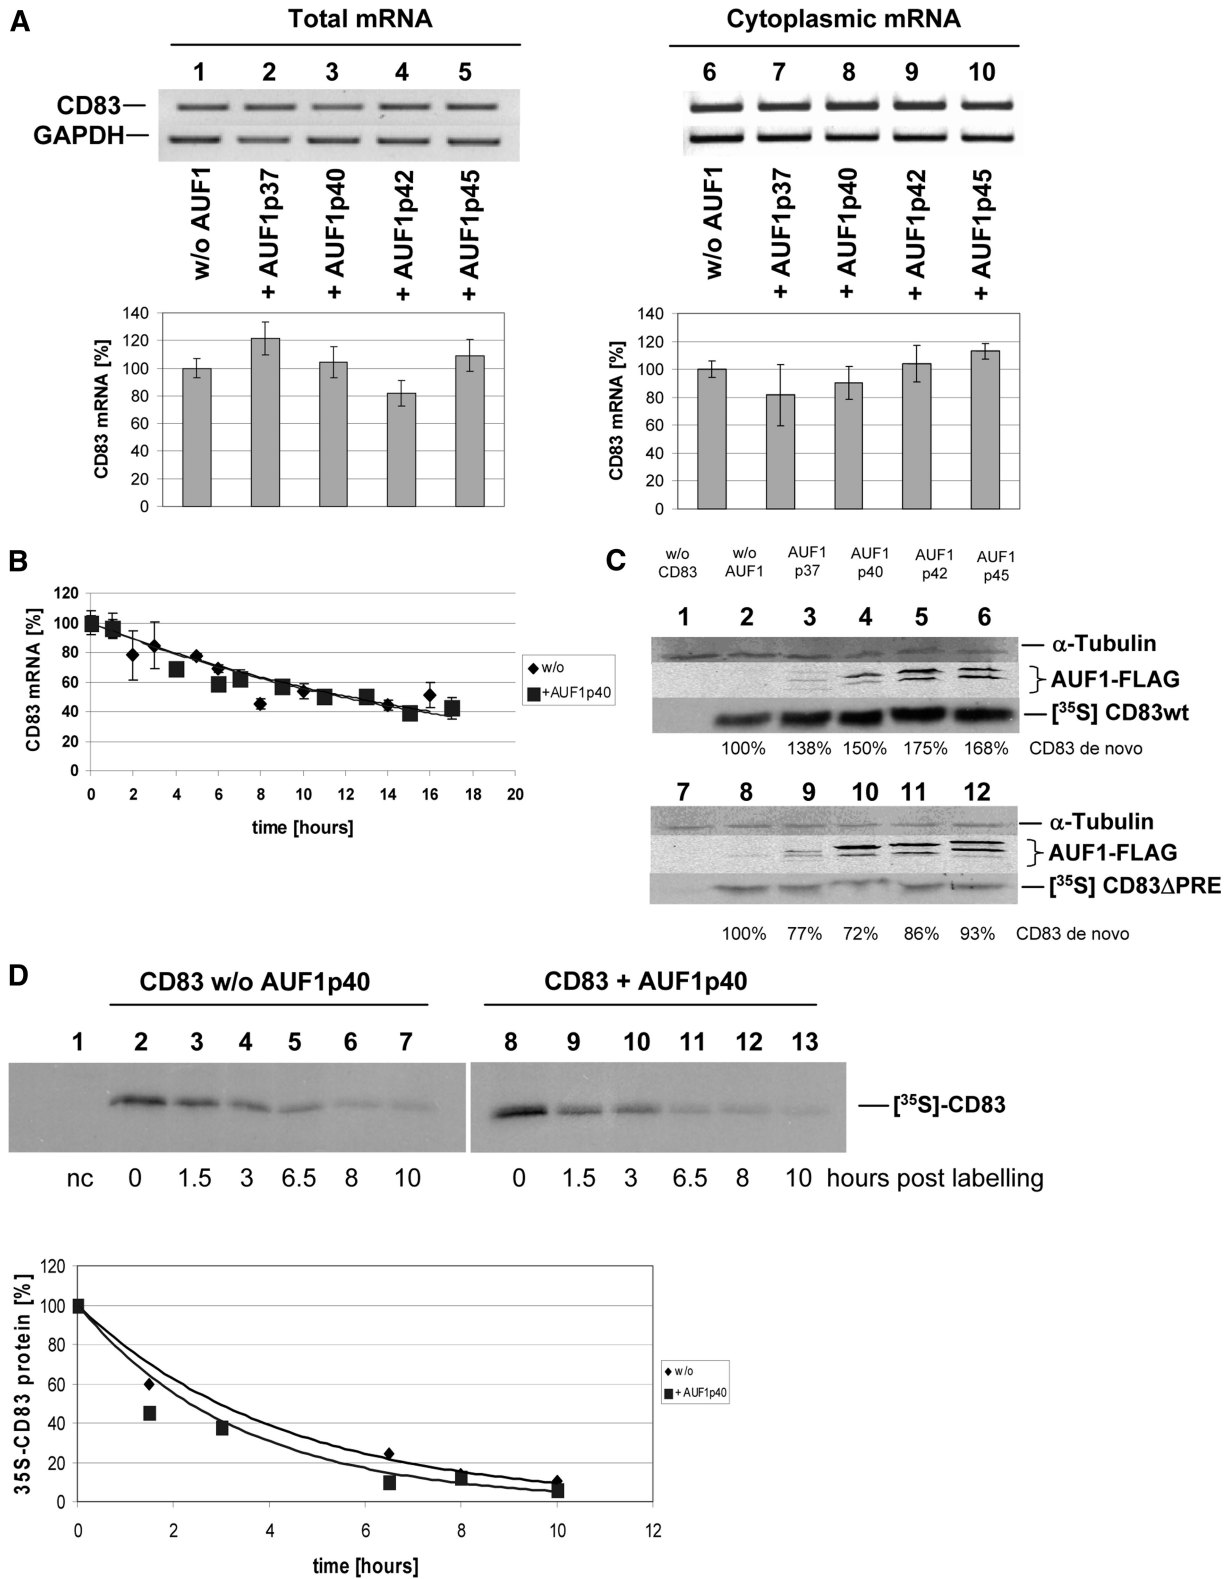 A
Total mRNA
Cytoplasmic mRNA
1 2 3 4 5
6 7 8 9 10
CD83
GAPDH
w/o AUF1
+ AUF1p37
+ AUF1p40
+ AUF1p42
+ AUF1p45
w/o AUF1
+ AUF1p37
+ AUF1p40
+ AUF1p42
+ AUF1p45
CD83 mRNA [%]
140
120
100
80
60
40
20
0
CD83 mRNA [%]
140
120
100
80
60
40
20
0
B
CD83 mRNA [%]
120
100
80
60
40
20
0
0 2 4 6 8 10 12 14 16 18 20
time [hours]
w/o
+AUF1p40
C
w/o CD83
w/o AUF1
AUF1 p37
AUF1 p40
AUF1 p42
AUF1 p45
1 2 3 4 5 6
α-Tubulin
AUF1-FLAG
[35S] CD83wt
100% 138% 150% 175% 168% CD83 de novo
7 8 9 10 11 12
α-Tubulin
AUF1-FLAG
[35S] CD83ΔPRE
100% 77% 72% 86% 93% CD83 de novo
D
CD83 w/o AUF1p40
CD83 + AUF1p40
1 2 3 4 5 6 7 8 9 10 11 12 13
[35S]-CD83
nc 0 1.5 3 6.5 8 10 0 1.5 3 6.5 8 10 hours post labelling
35S-CD83 protein [%]
120
100
80
60
40
20
0
0 2 4 6 8 10 12
time [hours]
w/o
+ AUF1p40